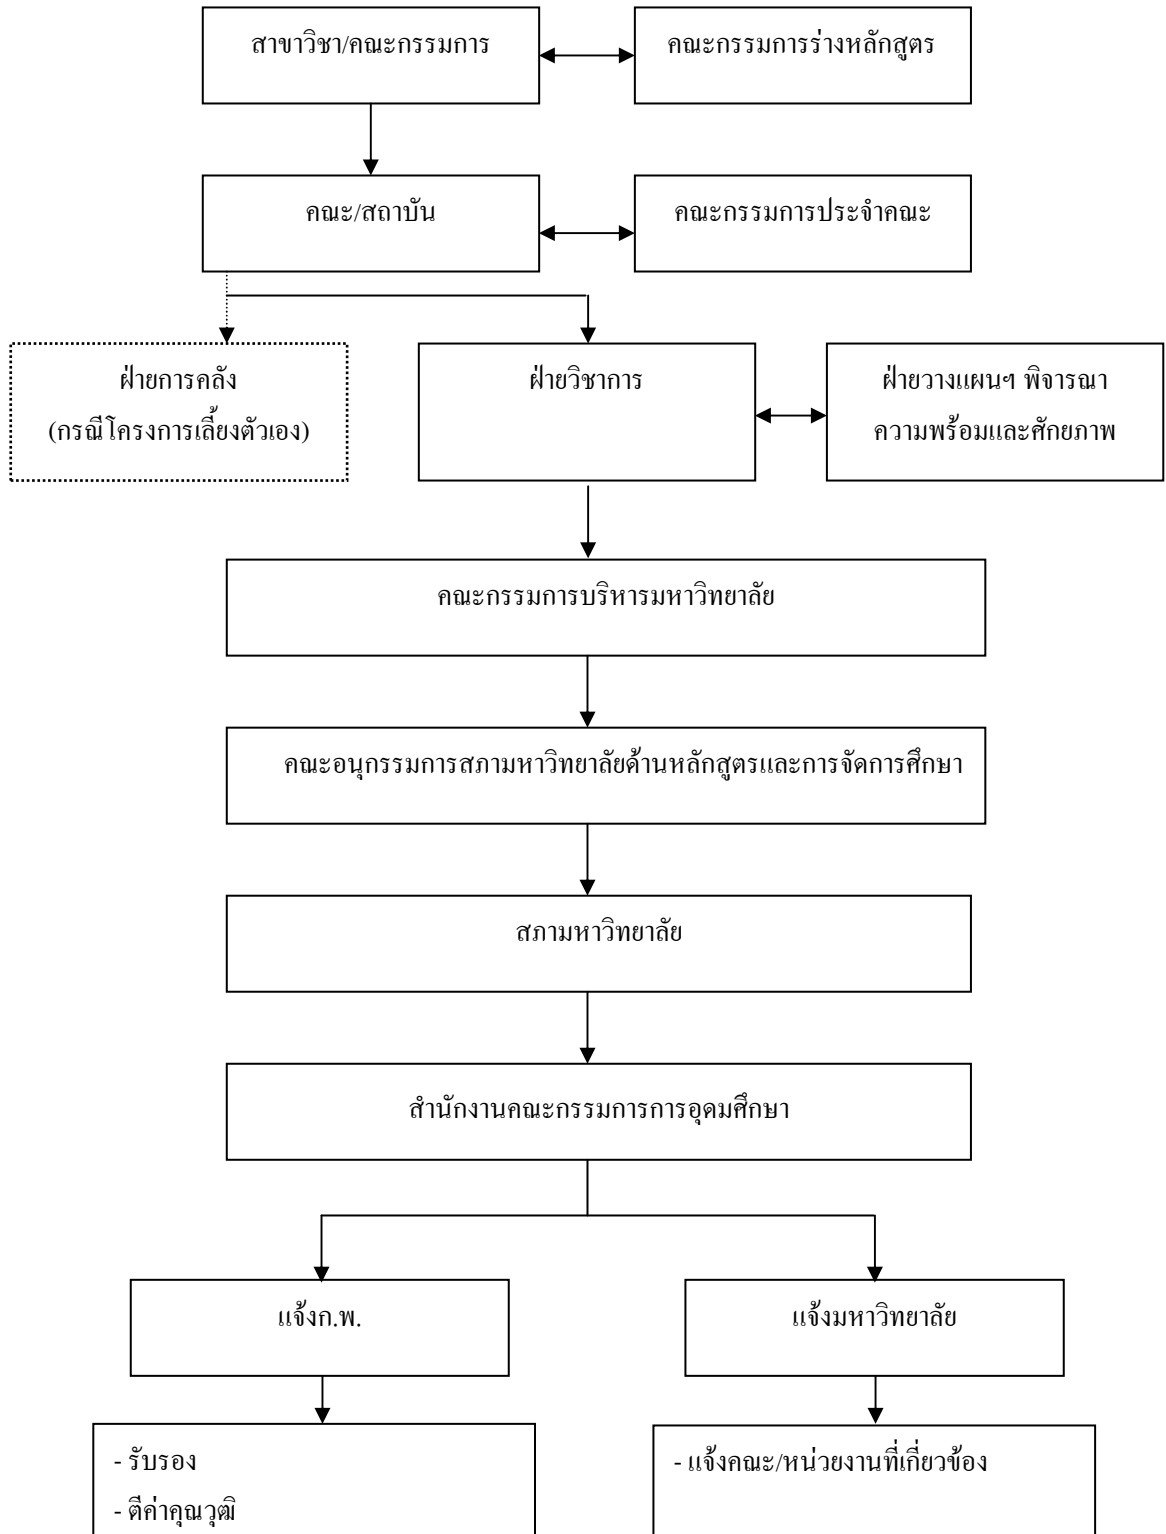 สาขาวิชา/คณะกรรมการ
คณะกรรมการร่างหลักสูตร
คณะ/สถาบัน
คณะกรรมการประจำคณะ
ฝ่ายการคลัง
(กรณีโครงการเลี้ยงตัวเอง)
ฝ่ายวิชาการ
ฝ่ายวางแผนฯ พิจารณา
ความพร้อมและศักยภาพ
คณะกรรมการบริหารมหาวิทยาลัย
คณะอนุกรรมการสภามหาวิทยาลัยด้านหลักสูตรและการจัดการศึกษา
สภามหาวิทยาลัย
สำนักงานคณะกรรมการการอุดมศึกษา
แจ้งก.พ.
แจ้งมหาวิทยาลัย
- รับรอง
- ตีค่าคุณวุฒิ
- แจ้งคณะ/หน่วยงานที่เกี่ยวข้อง